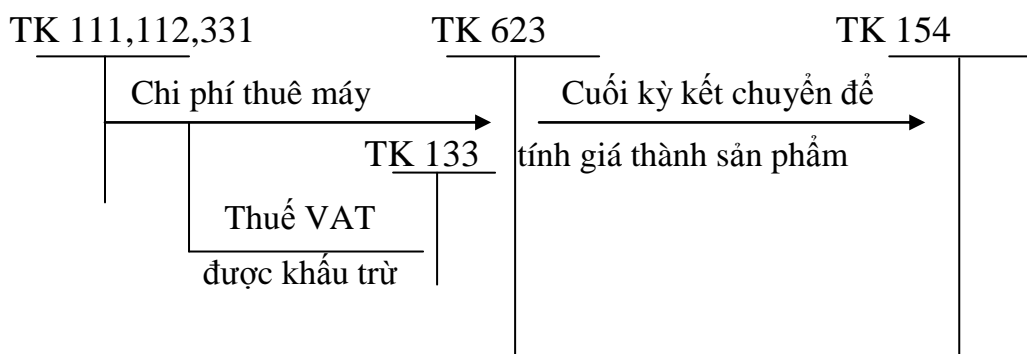 TK 111,112,331 TK 623 TK 154
Chi phí thuê máy Cuối kỳ kết chuyển để
TK 133 tính giá thành sản phẩm
Thuế VAT
được khấu trừ